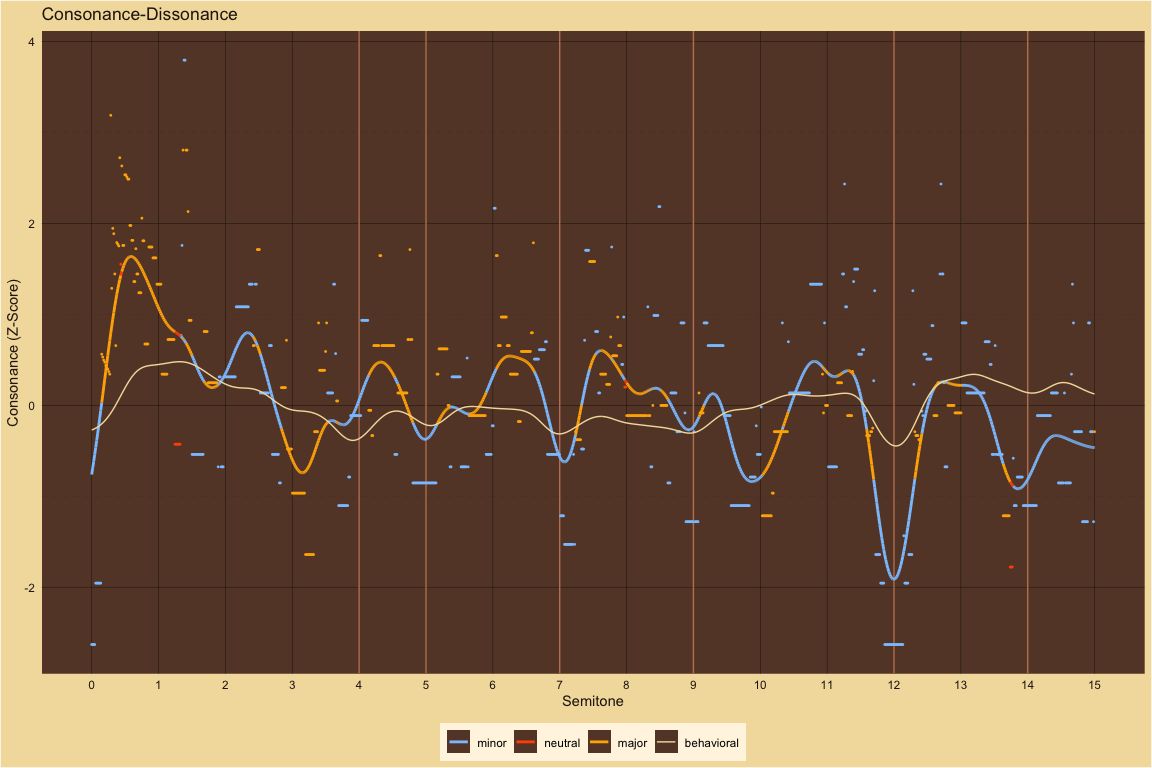 Consonance-Dissonance
Consonance (Z-Score)
4
2
0
-2
0 1 2 3 4 5 6 7 8 9 10 11 12 13 14 15
Semitone
minor neutral major behavioral